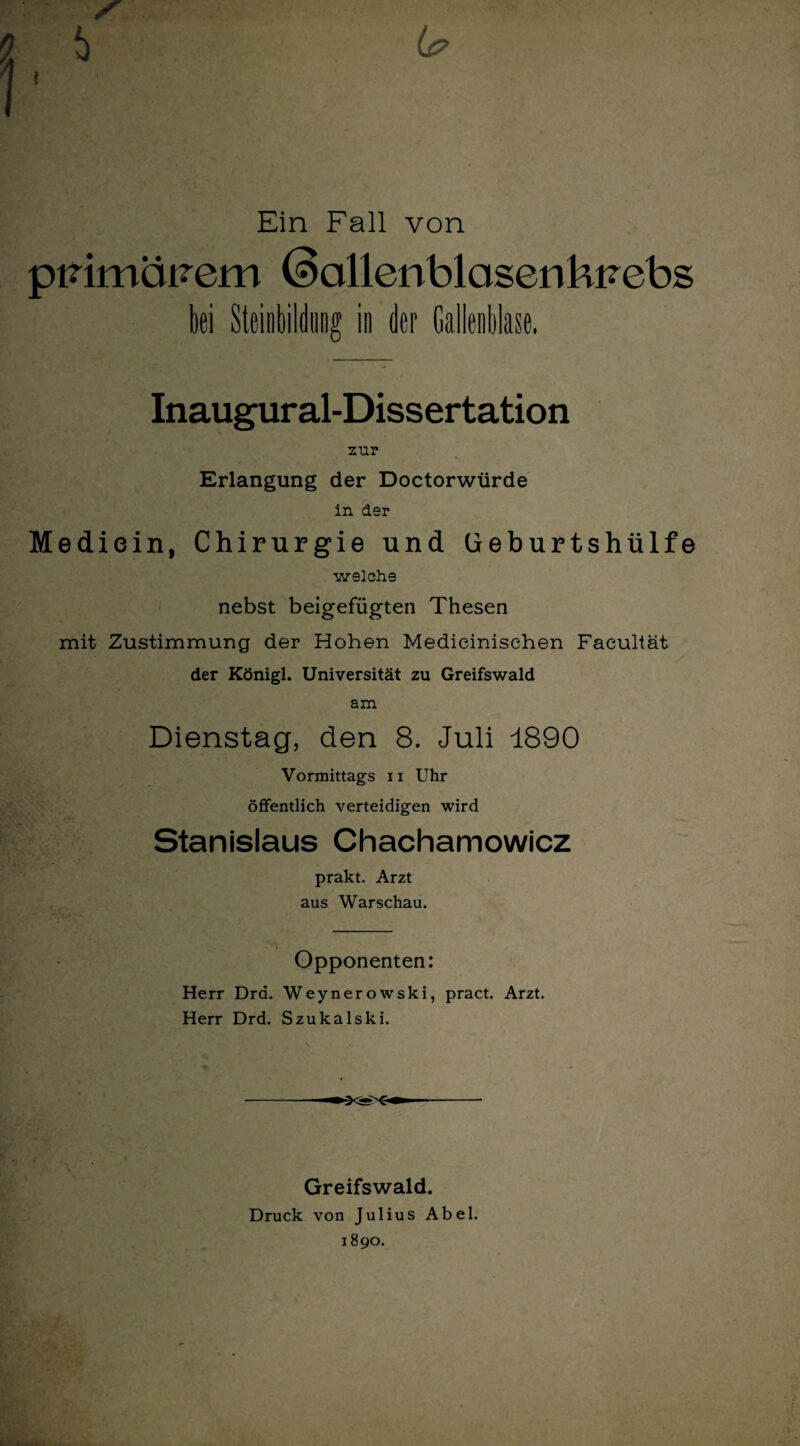 5 6
Ein Fall von
primärem Gallenblasenkrebs
bei Steinbildung in der Gallenblase.
Inaugural-Dissertation
zur
Erlangung der Doctorwürde
in der
Medicin, Chirurgie und Geburtshülfe
welche
nebst beigefügten Thesen
mit Zustimmung der Hohen Medicinischen Facultät
der Königl. Universität zu Greifswald
am
Dienstag, den 8. Juli 1890
Vormittags 11 Uhr
öffentlich verteidigen wird
Stanislaus Chachamowicz
prakt. Arzt
aus Warschau.
Opponenten:
Herr Drd. Weynerowski, pract. Arzt.
Herr Drd. Szukalski.
Greifswald.
Druck von Julius Abel.
1890.